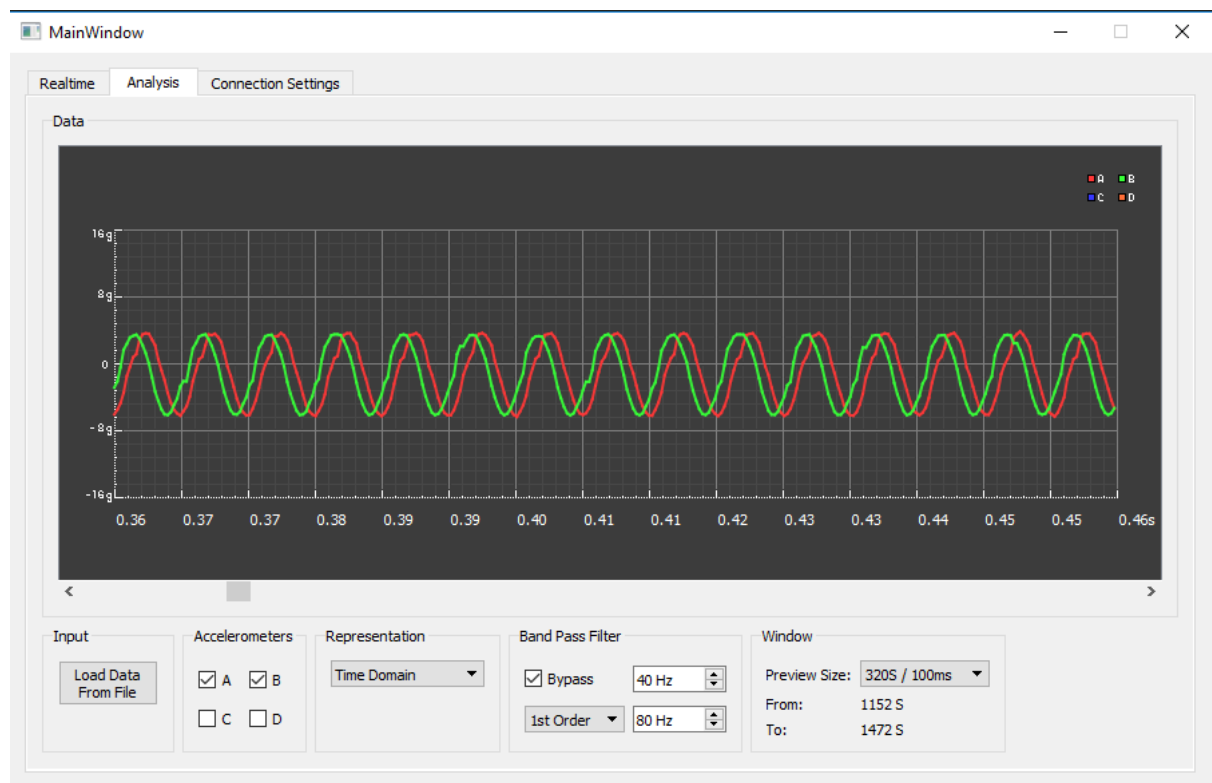 MainWindow
Realtime Analysis Connection Settings
Data
A B
C D
16g
8g
0
-8g
-16g
0.36 0.37 0.37 0.38 0.39 0.39 0.40 0.41 0.41 0.42 0.43 0.43 0.44 0.45 0.45 0.46s
Input Accelerometers Representation Band Pass Filter Window
Load Data
From File
A B
C D
Time Domain
Bypass 40 Hz
1st Order 80 Hz
Preview Size: 320S / 100ms
From: 1152 S
To: 1472 S